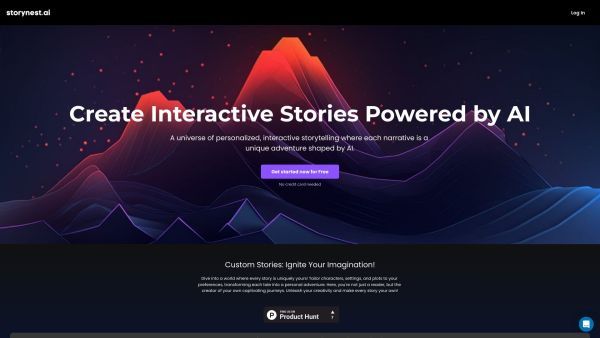 storynest.ai
Log In
Create Interactive Stories Powered by AI
A universe of personalized, interactive storytelling where each narrative is a
unique adventure shaped by AI.
Get started now for Free
No credit card needed
Custom Stories: Ignite Your Imagination!
Dive into a world where every story is uniquely yours! Tailor characters, settings, and plots to your
preferences, transforming each tale into a personal adventure. Here, you're not just a reader, but the
creator of your own captivating journeys. Unleash your creativity and make every story your own!
FIND US ON
Product Hunt
7